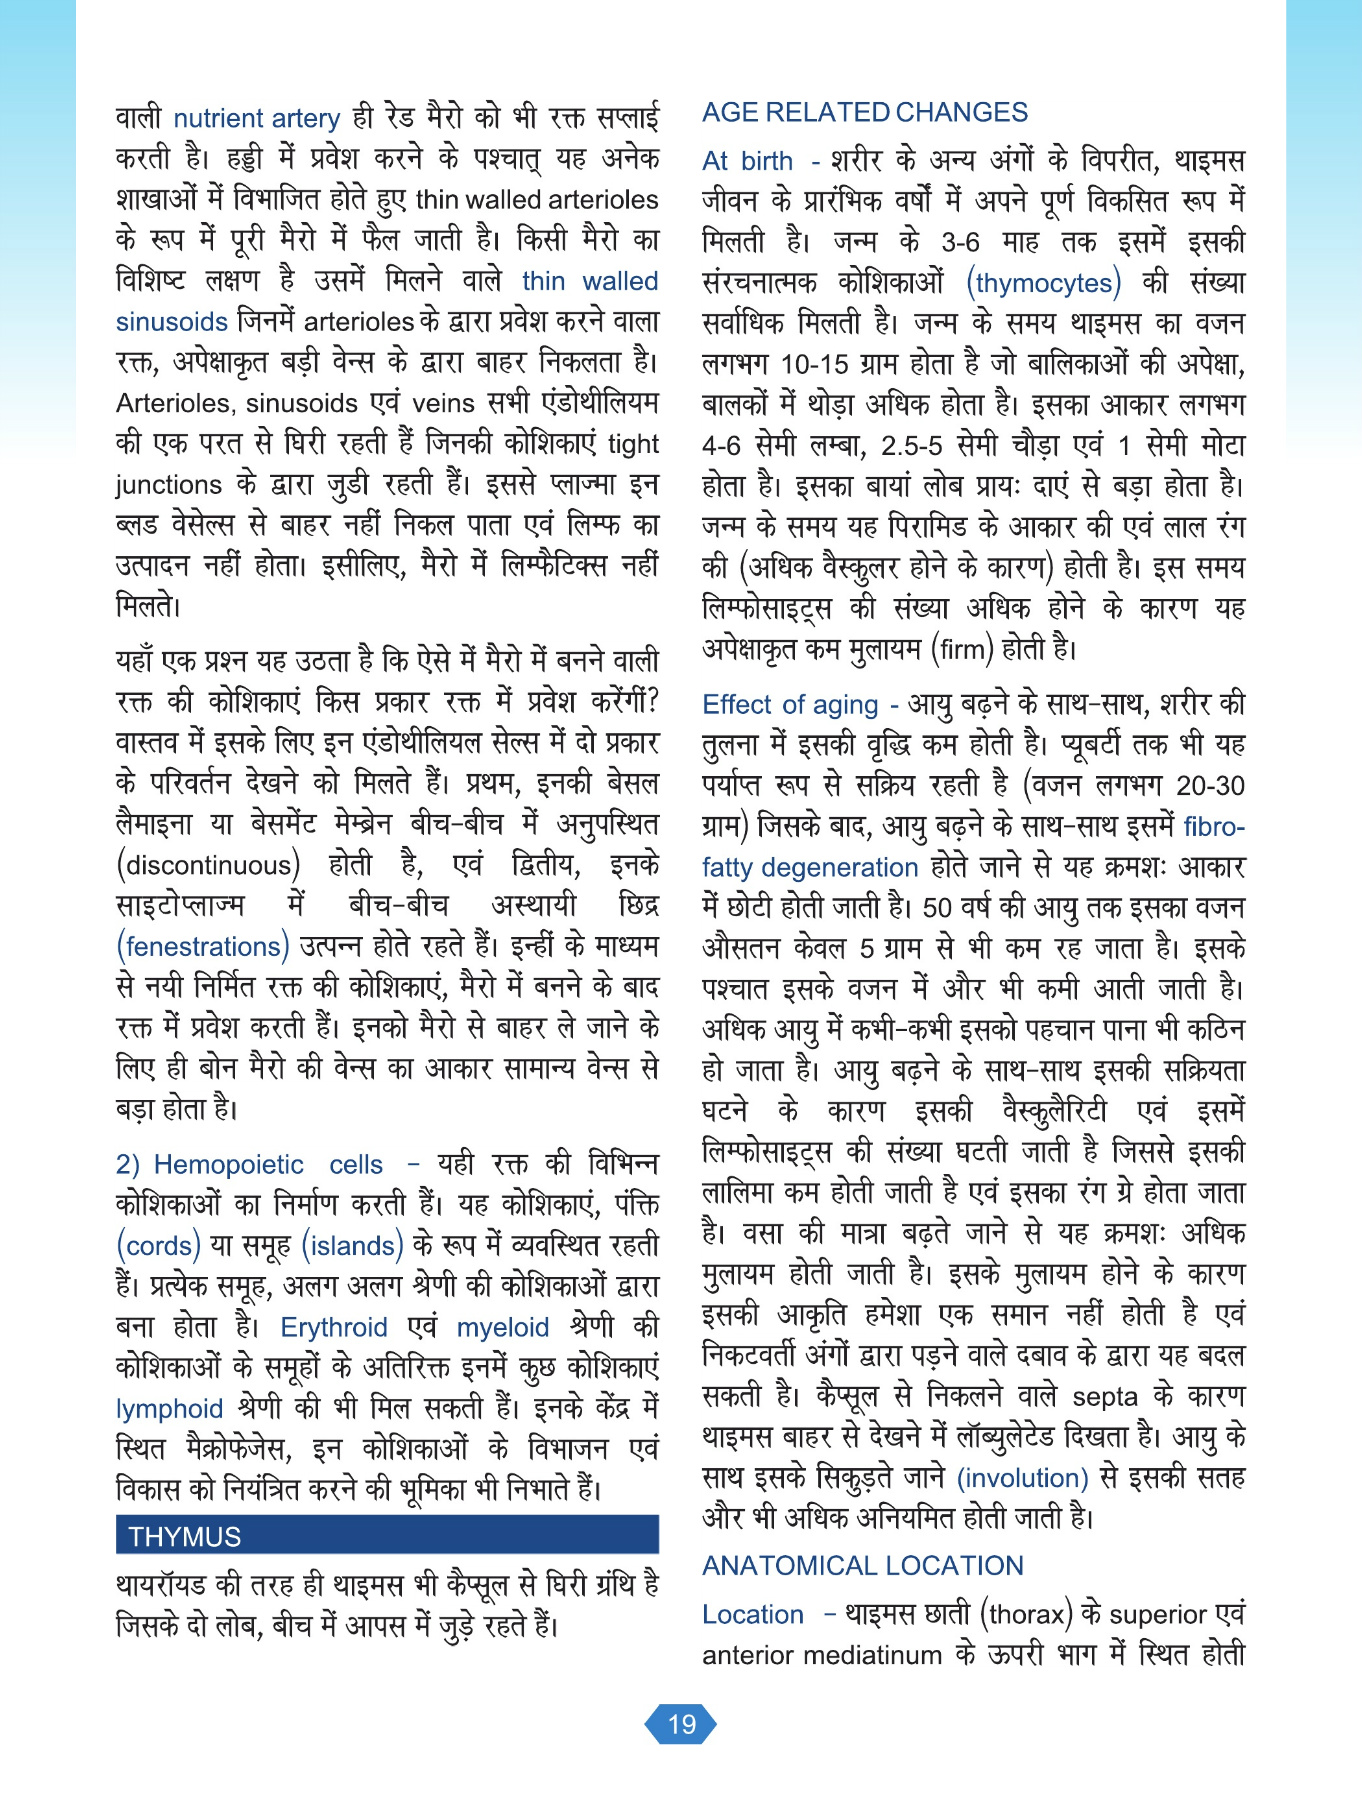 वाली nutrient artery ही रेड मैरो को भी रक्त सप्लाई
करती है। हड्डी में प्रवेश करने के पश्चात् यह अनेक
शाखाओं में विभाजित होते हुए thin walled arterioles
के रूप में पूरी मैरो में फैल जाती है। किसी मैरो का
विशिष्ट लक्षण है उसमें मिलने वाले thin walled
sinusoids जिनमें arterioles के द्वारा प्रवेश करने वाला
रक्त, अपेक्षाकृत बड़ी वेन्स के द्वारा बाहर निकलता है।
Arterioles, sinusoids एवं veins सभी एंडोथीलियम
की एक परत से घिरी रहती हैं जिनकी कोशिकाएं tight
junctions के द्वारा जुडी रहती हैं। इससे प्लाज्मा इन
ब्लड वेसेल्स से बाहर नहीं निकल पाता एवं लिम्फ का
उत्पादन नहीं होता। इसीलिए, मैरो में लिम्फैटिक्स नहीं
मिलते।
यहाँ एक प्रश्न यह उठता है कि ऐसे में मैरो में बनने वाली
रक्त की कोशिकाएं किस प्रकार रक्त में प्रवेश करेंगीं?
वास्तव में इसके लिए इन एंडोथीलियल सेल्स में दो प्रकार
के परिवर्तन देखने को मिलते हैं। प्रथम, इनकी बेसल
लैमाइना या बेसमेंट मेम्ब्रेन बीच-बीच में अनुपस्थित
(discontinuous) होती है, एवं द्वितीय, इनके
साइटोप्लाज्म में बीच-बीच अस्थायी छिद्र
(fenestrations) उत्पन्न होते रहते हैं। इन्हीं के माध्यम
से नयी निर्मित रक्त की कोशिकाएं, मैरो में बनने के बाद
रक्त में प्रवेश करती हैं। इनको मैरो से बाहर ले जाने के
लिए ही बोन मैरो की वेन्स का आकार सामान्य वेन्स से
बड़ा होता है।
2) Hemopoietic cells – यही रक्त की विभिन्न
कोशिकाओं का निर्माण करती हैं। यह कोशिकाएं, पंक्ति
(cords) या समूह (islands) के रूप में व्यवस्थित रहती
हैं। प्रत्येक समूह, अलग अलग श्रेणी की कोशिकाओं द्वारा
बना होता है। Erythroid एवं myeloid श्रेणी की
कोशिकाओं के समूहों के अतिरिक्त इनमें कुछ कोशिकाएं
lymphoid श्रेणी की भी मिल सकती हैं। इनके केंद्र में
स्थित मैक्रोफेजेस, इन कोशिकाओं के विभाजन एवं
विकास को नियंत्रित करने की भूमिका भी निभाते हैं।
THYMUS
थायरॉयड की तरह ही थाइमस भी कैप्सूल से घिरी ग्रंथि है
जिसके दो लोब, बीच में आपस में जुड़े रहते हैं।
AGE RELATED CHANGES
At birth - शरीर के अन्य अंगों के विपरीत, थाइमस
जीवन के प्रारंभिक वर्षों में अपने पूर्ण विकसित रूप में
मिलती है। जन्म के 3-6 माह तक इसमें इसकी
संरचनात्मक कोशिकाओं (thymocytes) की संख्या
सर्वाधिक मिलती है। जन्म के समय थाइमस का वजन
लगभग 10-15 ग्राम होता है जो बालिकाओं की अपेक्षा,
बालकों में थोड़ा अधिक होता है। इसका आकार लगभग
4-6 सेमी लम्बा, 2.5-5 सेमी चौड़ा एवं 1 सेमी मोटा
होता है। इसका बायां लोब प्रायः दाएं से बड़ा होता है।
जन्म के समय यह पिरामिड के आकार की एवं लाल रंग
की (अधिक वैस्कुलर होने के कारण) होती है। इस समय
लिम्फोसाइट्स की संख्या अधिक होने के कारण यह
अपेक्षाकृत कम मुलायम (firm) होती है।
Effect of aging - आयु बढ़ने के साथ-साथ, शरीर की
तुलना में इसकी वृद्धि कम होती है। प्यूबर्टी तक भी यह
पर्याप्त रूप से सक्रिय रहती है (वजन लगभग 20-30
ग्राम) जिसके बाद, आयु बढ़ने के साथ-साथ इसमें fibro-
fatty degeneration होते जाने से यह क्रमशः आकार
में छोटी होती जाती है। 50 वर्ष की आयु तक इसका वजन
औसतन केवल 5 ग्राम से भी कम रह जाता है। इसके
पश्चात इसके वजन में और भी कमी आती जाती है।
अधिक आयु में कभी-कभी इसको पहचान पाना भी कठिन
हो जाता है। आयु बढ़ने के साथ-साथ इसकी सक्रियता
घटने के कारण इसकी वैस्कुलैरिटी एवं इसमें
लिम्फोसाइट्स की संख्या घटती जाती है जिससे इसकी
लालिमा कम होती जाती है एवं इसका रंग ग्रे होता जाता
है। वसा की मात्रा बढ़ते जाने से यह क्रमशः अधिक
मुलायम होती जाती है। इसके मुलायम होने के कारण
इसकी आकृति हमेशा एक समान नहीं होती है एवं
निकटवर्ती अंगों द्वारा पड़ने वाले दबाव के द्वारा यह बदल
सकती है। कैप्सूल से निकलने वाले septa के कारण
थाइमस बाहर से देखने में लॉब्युलेटेड दिखता है। आयु के
साथ इसके सिकुड़ते जाने (involution) से इसकी सतह
और भी अधिक अनियमित होती जाती है।
ANATOMICAL LOCATION
Location – थाइमस छाती (thorax) के superior एवं
anterior mediatinum के ऊपरी भाग में स्थित होती
19